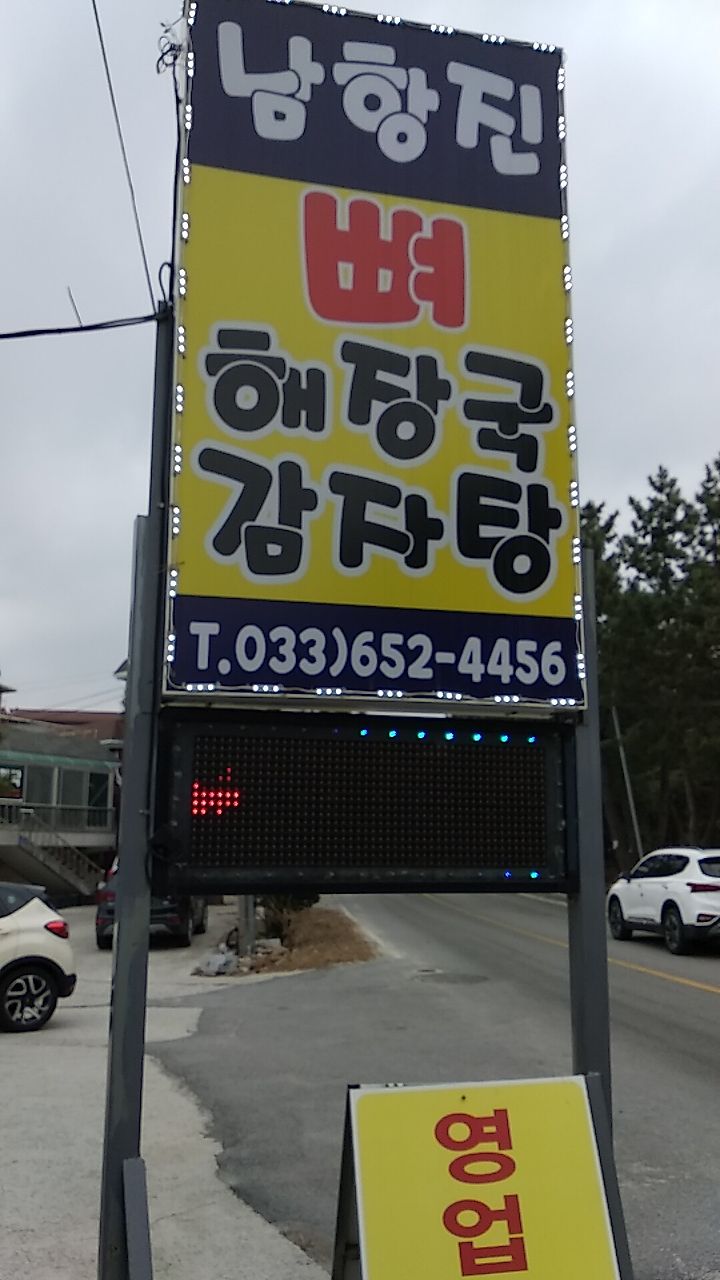 남항진
뼈
해장국
감자탕
T.033)652-4456
영업